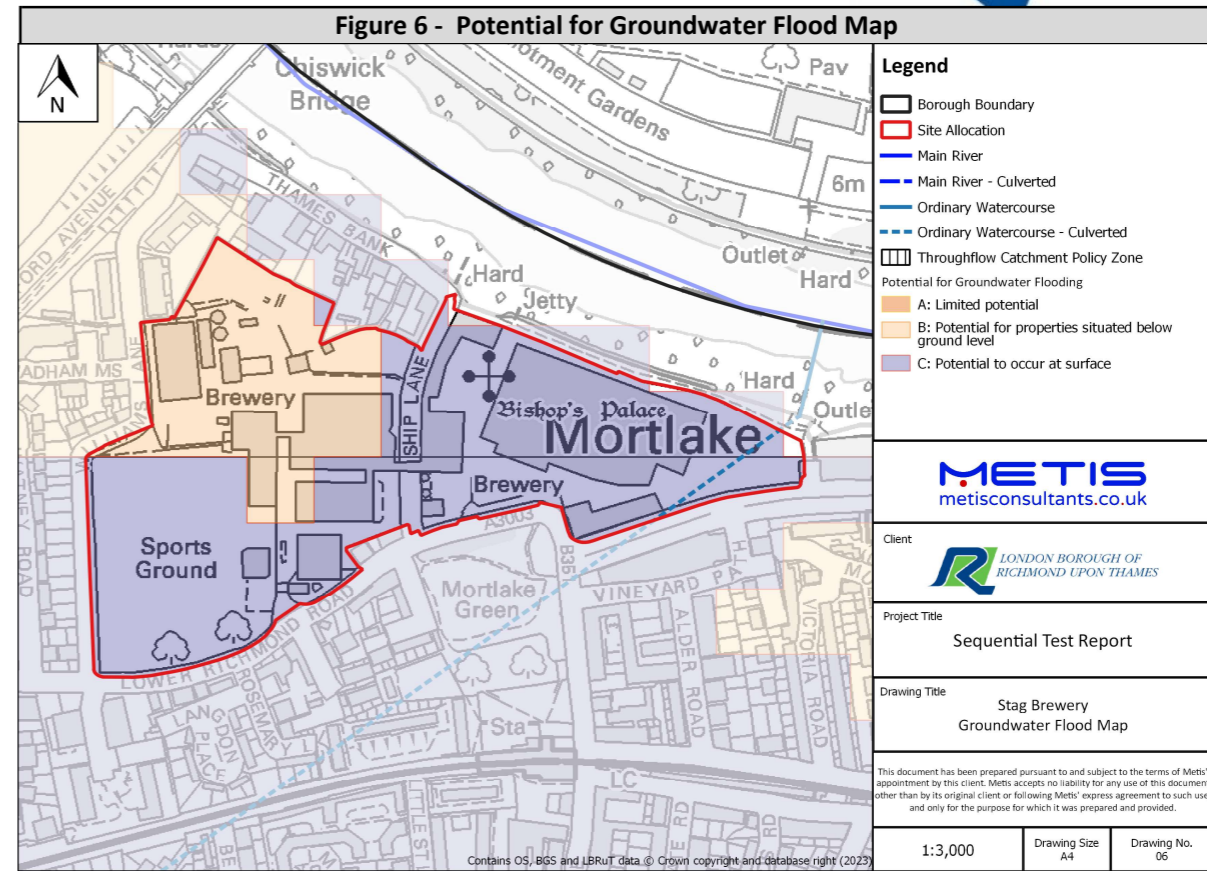 Figure 6 - Potential for Groundwater Flood Map
N
Chiswick
Bridge
Pav
6m
THAMES BANK
Hard
Jetty
Outlet
Hard
Brewery
SHIP LANE
Bishop's Palace
Mortlake
Hard
Brewery
A3003
B35
Sports
Ground
Mortlake
Green
VINEYARD
ALDER ROAD
VICTORIA ROAD
LOWER RICHMOND ROAD
LANGDON
PLACE
Sta
LC
Contains OS, BGS and LBRuT data © Crown copyright and database right (2023)
Legend
Borough Boundary
Site Allocation
Main River
Main River - Culverted
Ordinary Watercourse
Ordinary Watercourse - Culverted
Throughflow Catchment Policy Zone
Potential for Groundwater Flooding
A: Limited potential
B: Potential for properties situated below
ground level
C: Potential to occur at surface
METIS
metisconsultants.co.uk
Client
LONDON BOROUGH OF
RICHMOND UPON THAMES
Project Title
Sequential Test Report
Drawing Title
Stag Brewery
Groundwater Flood Map
This document has been prepared pursuant to and subject to the terms of Metis'
appointment by this client. Metis accepts no liability for any use of this document
other than by its original client or following Metis' express agreement to such use
and only for the purpose for which it was prepared and provided.
1:3,000
Drawing Size
A4
Drawing No.
06